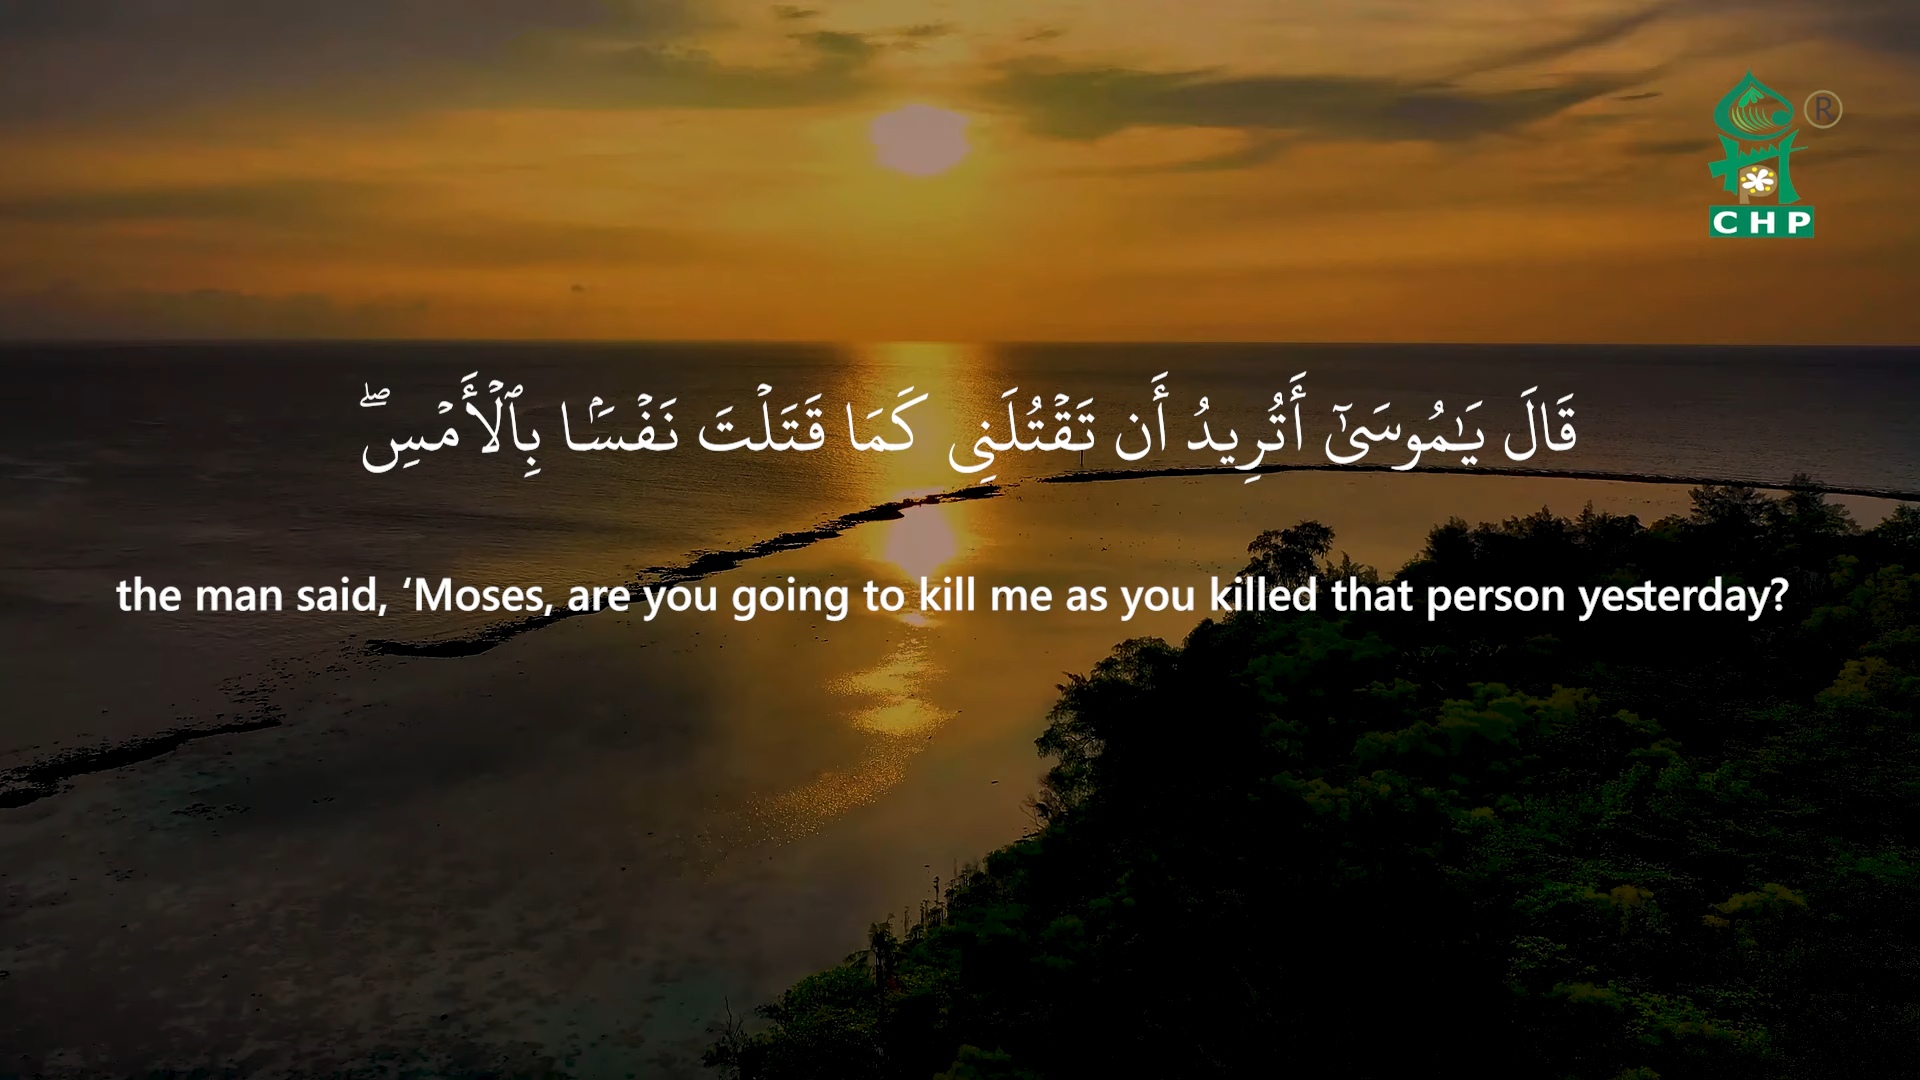 CHP
®
قَالَ يَـٰمُوسَىٰٓ أَتُرِيدُ أَن تَقۡتُلَنِى كَمَا قَتَلۡتَ نَفۡسَۢا بِٱلۡأَمۡسِۖ
the man said, ‘Moses, are you going to kill me as you killed that person yesterday?